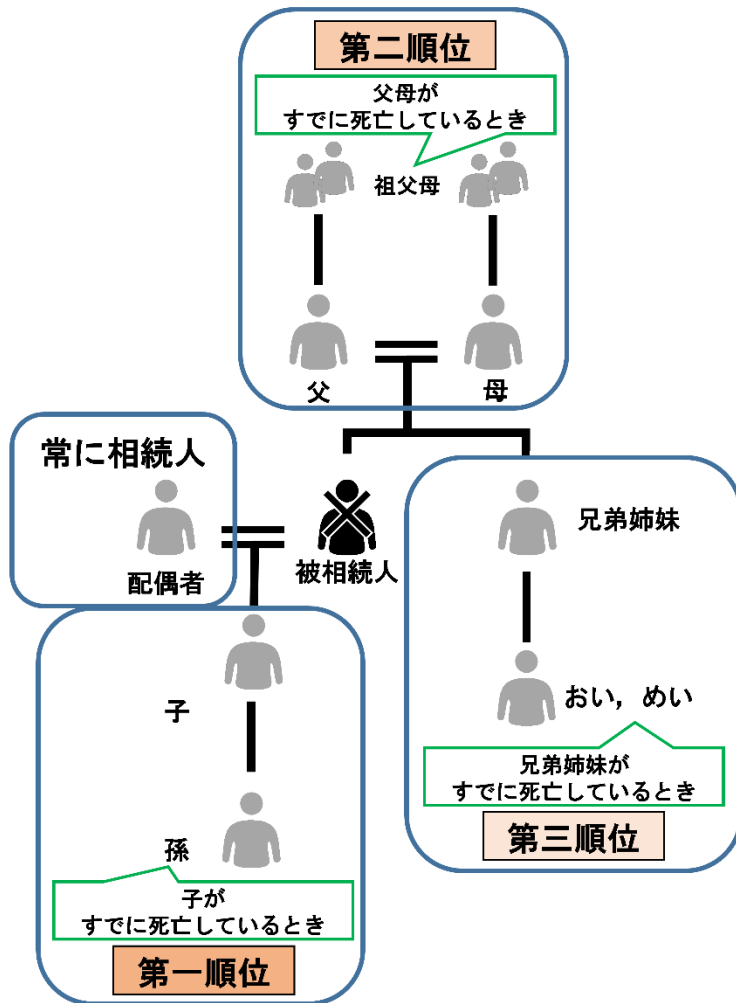 第二順位
父母が
すでに死亡しているとき
祖父母
父
母
常に相続人
配偶者
被相続人
兄弟姉妹
子
おい，めい
兄弟姉妹が
すでに死亡しているとき
第三順位
孫
子が
すでに死亡しているとき
第一順位